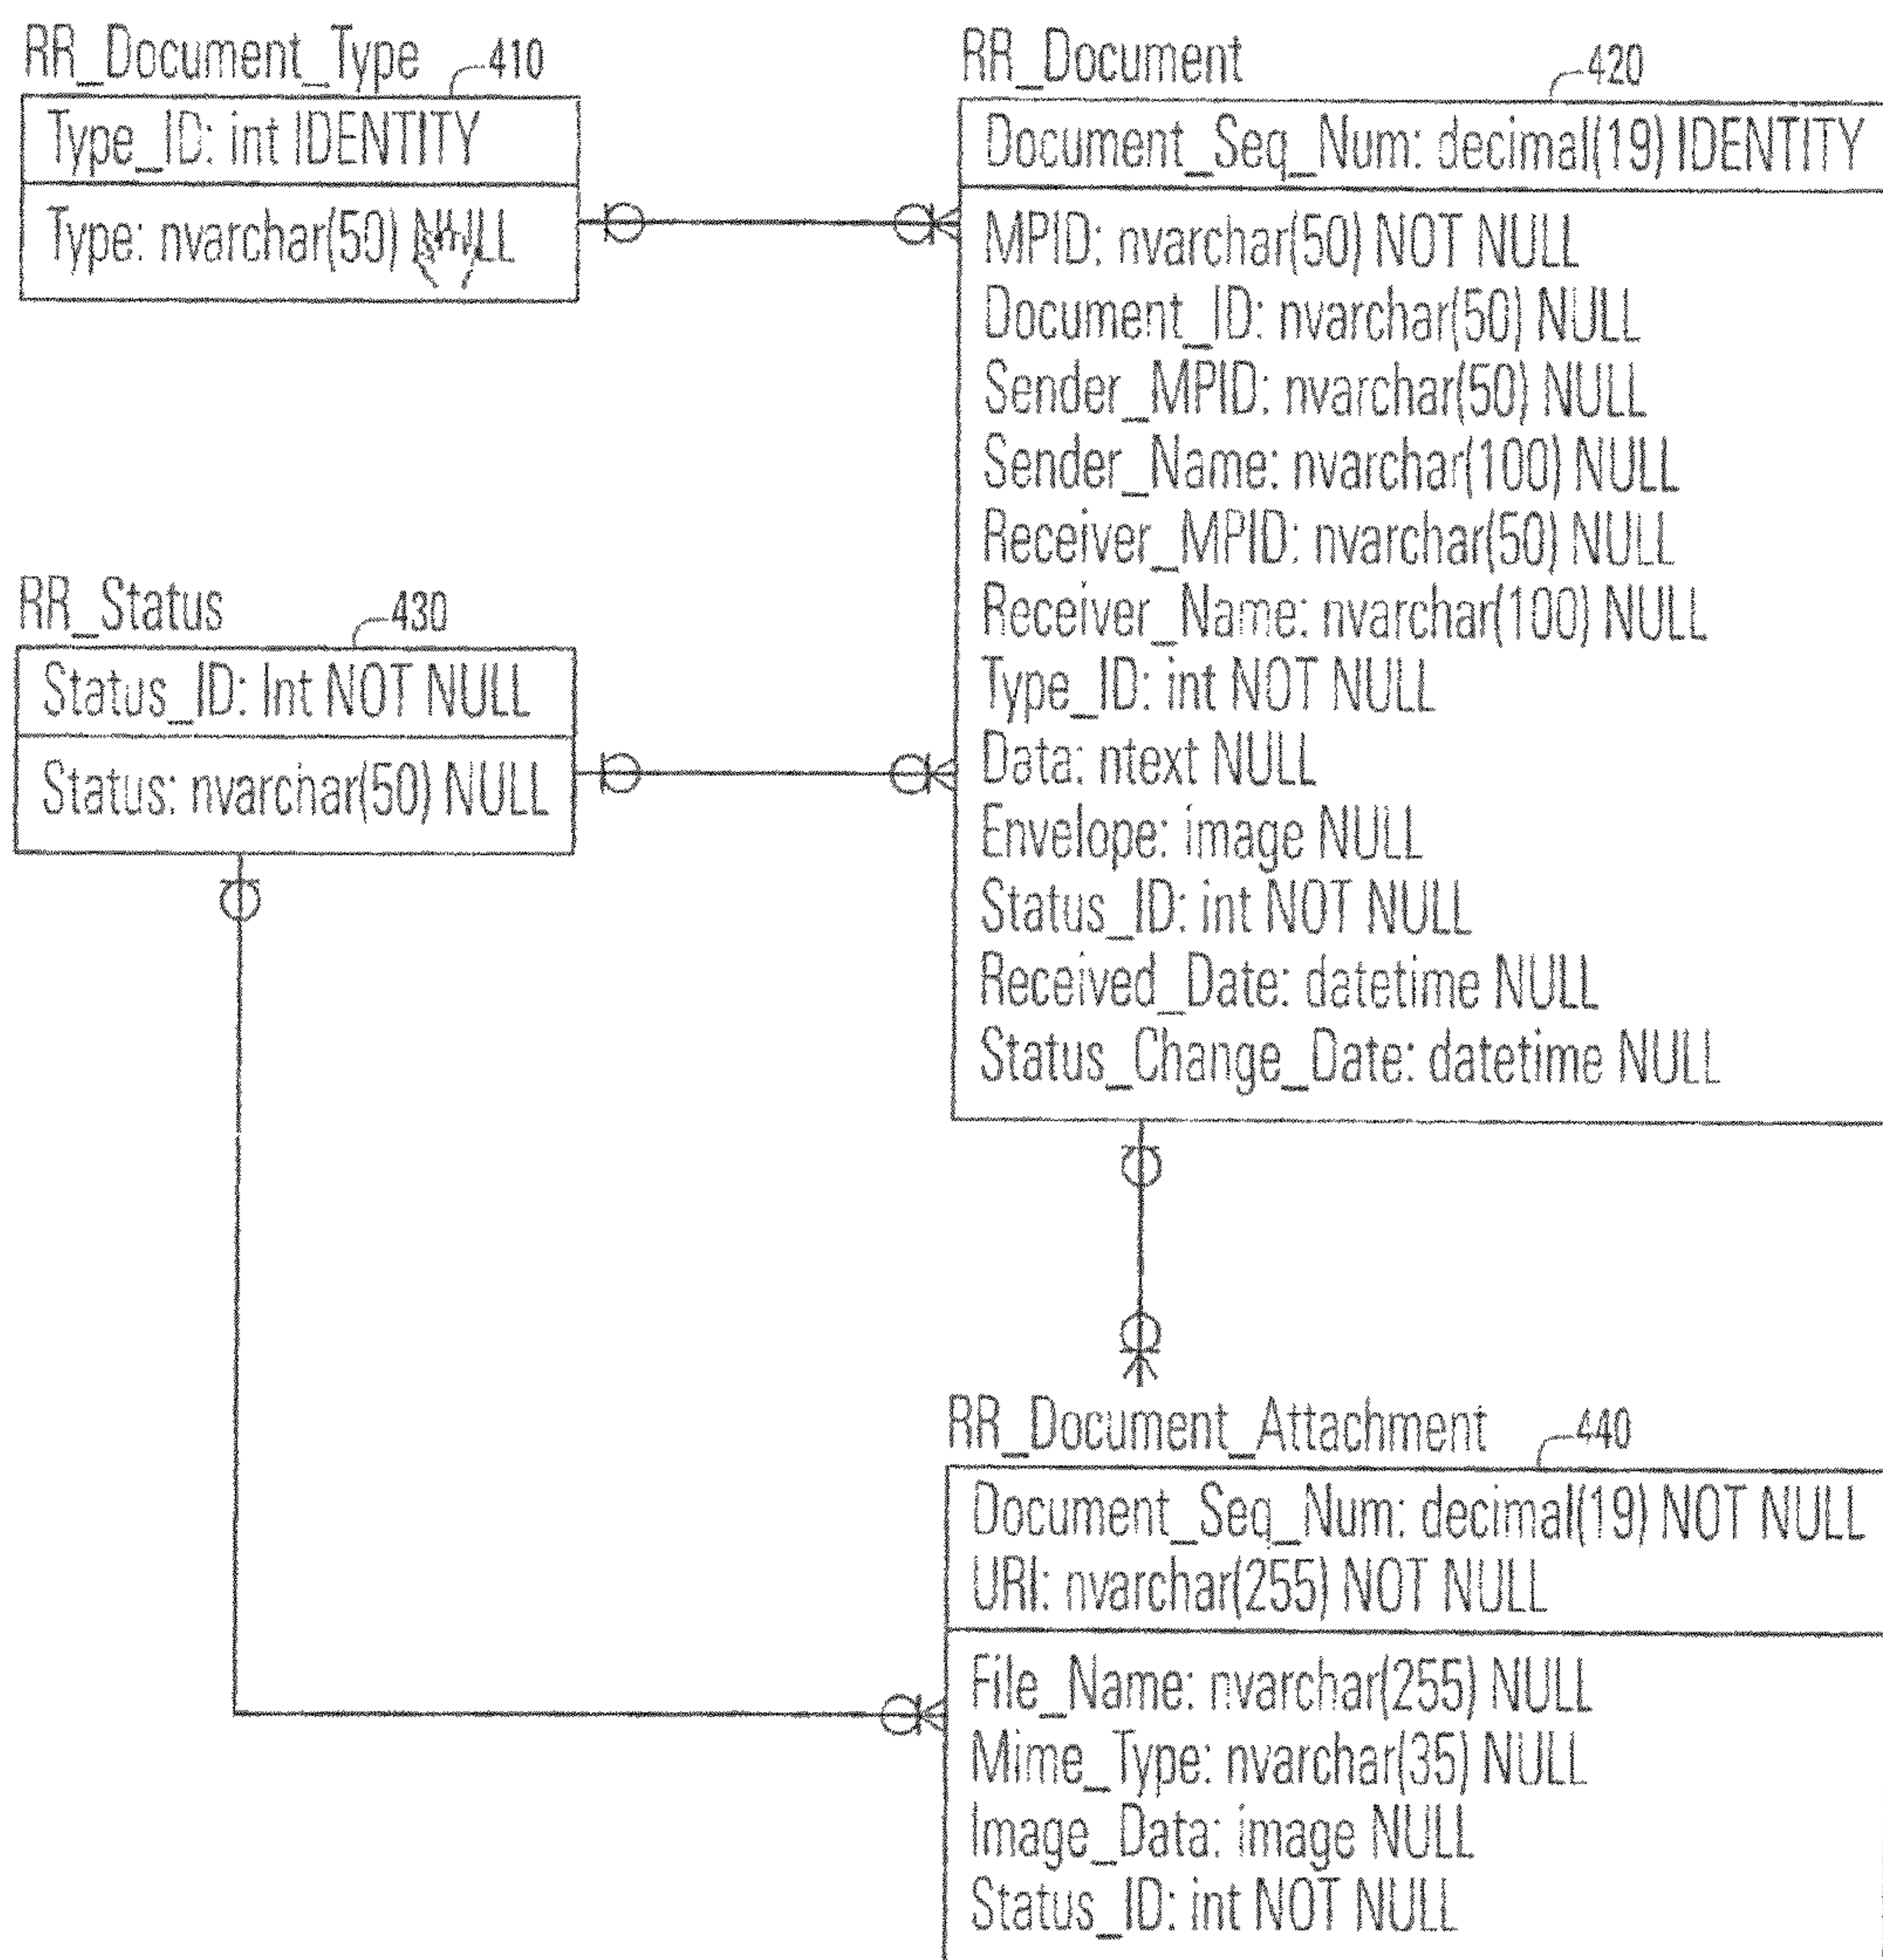 RR_Document_Type
410
Type_ID: int IDENTITY
Type: nvarchar(50) NULL
RR_Document
420
Document_Seq_Num: decimal(19) IDENTITY
MPID: nvarchar(50) NOT NULL
Document_ID: nvarchar(50) NULL
Sender_MPID: nvarchar(50) NULL
Sender_Name: nvarchar(100) NULL
Receiver_MPID: nvarchar(50) NULL
Receiver_Name: nvarchar(100) NULL
Type_ID: int NOT NULL
Data: ntext NULL
Envelope: image NULL
Status_ID: int NOT NULL
Received_Date: datetime NULL
Status_Change_Date: datetime NULL
RR_Status
430
Status_ID: Int NOT NULL
Status: nvarchar(50) NULL
RR_Document_Attachment
440
Document_Seq_Num: decimal(19) NOT NULL
URI: nvarchar(255) NOT NULL
File_Name: nvarchar(255) NULL
Mime_Type: nvarchar(35) NULL
Image_Data: image NULL
Status_ID: int NOT NULL